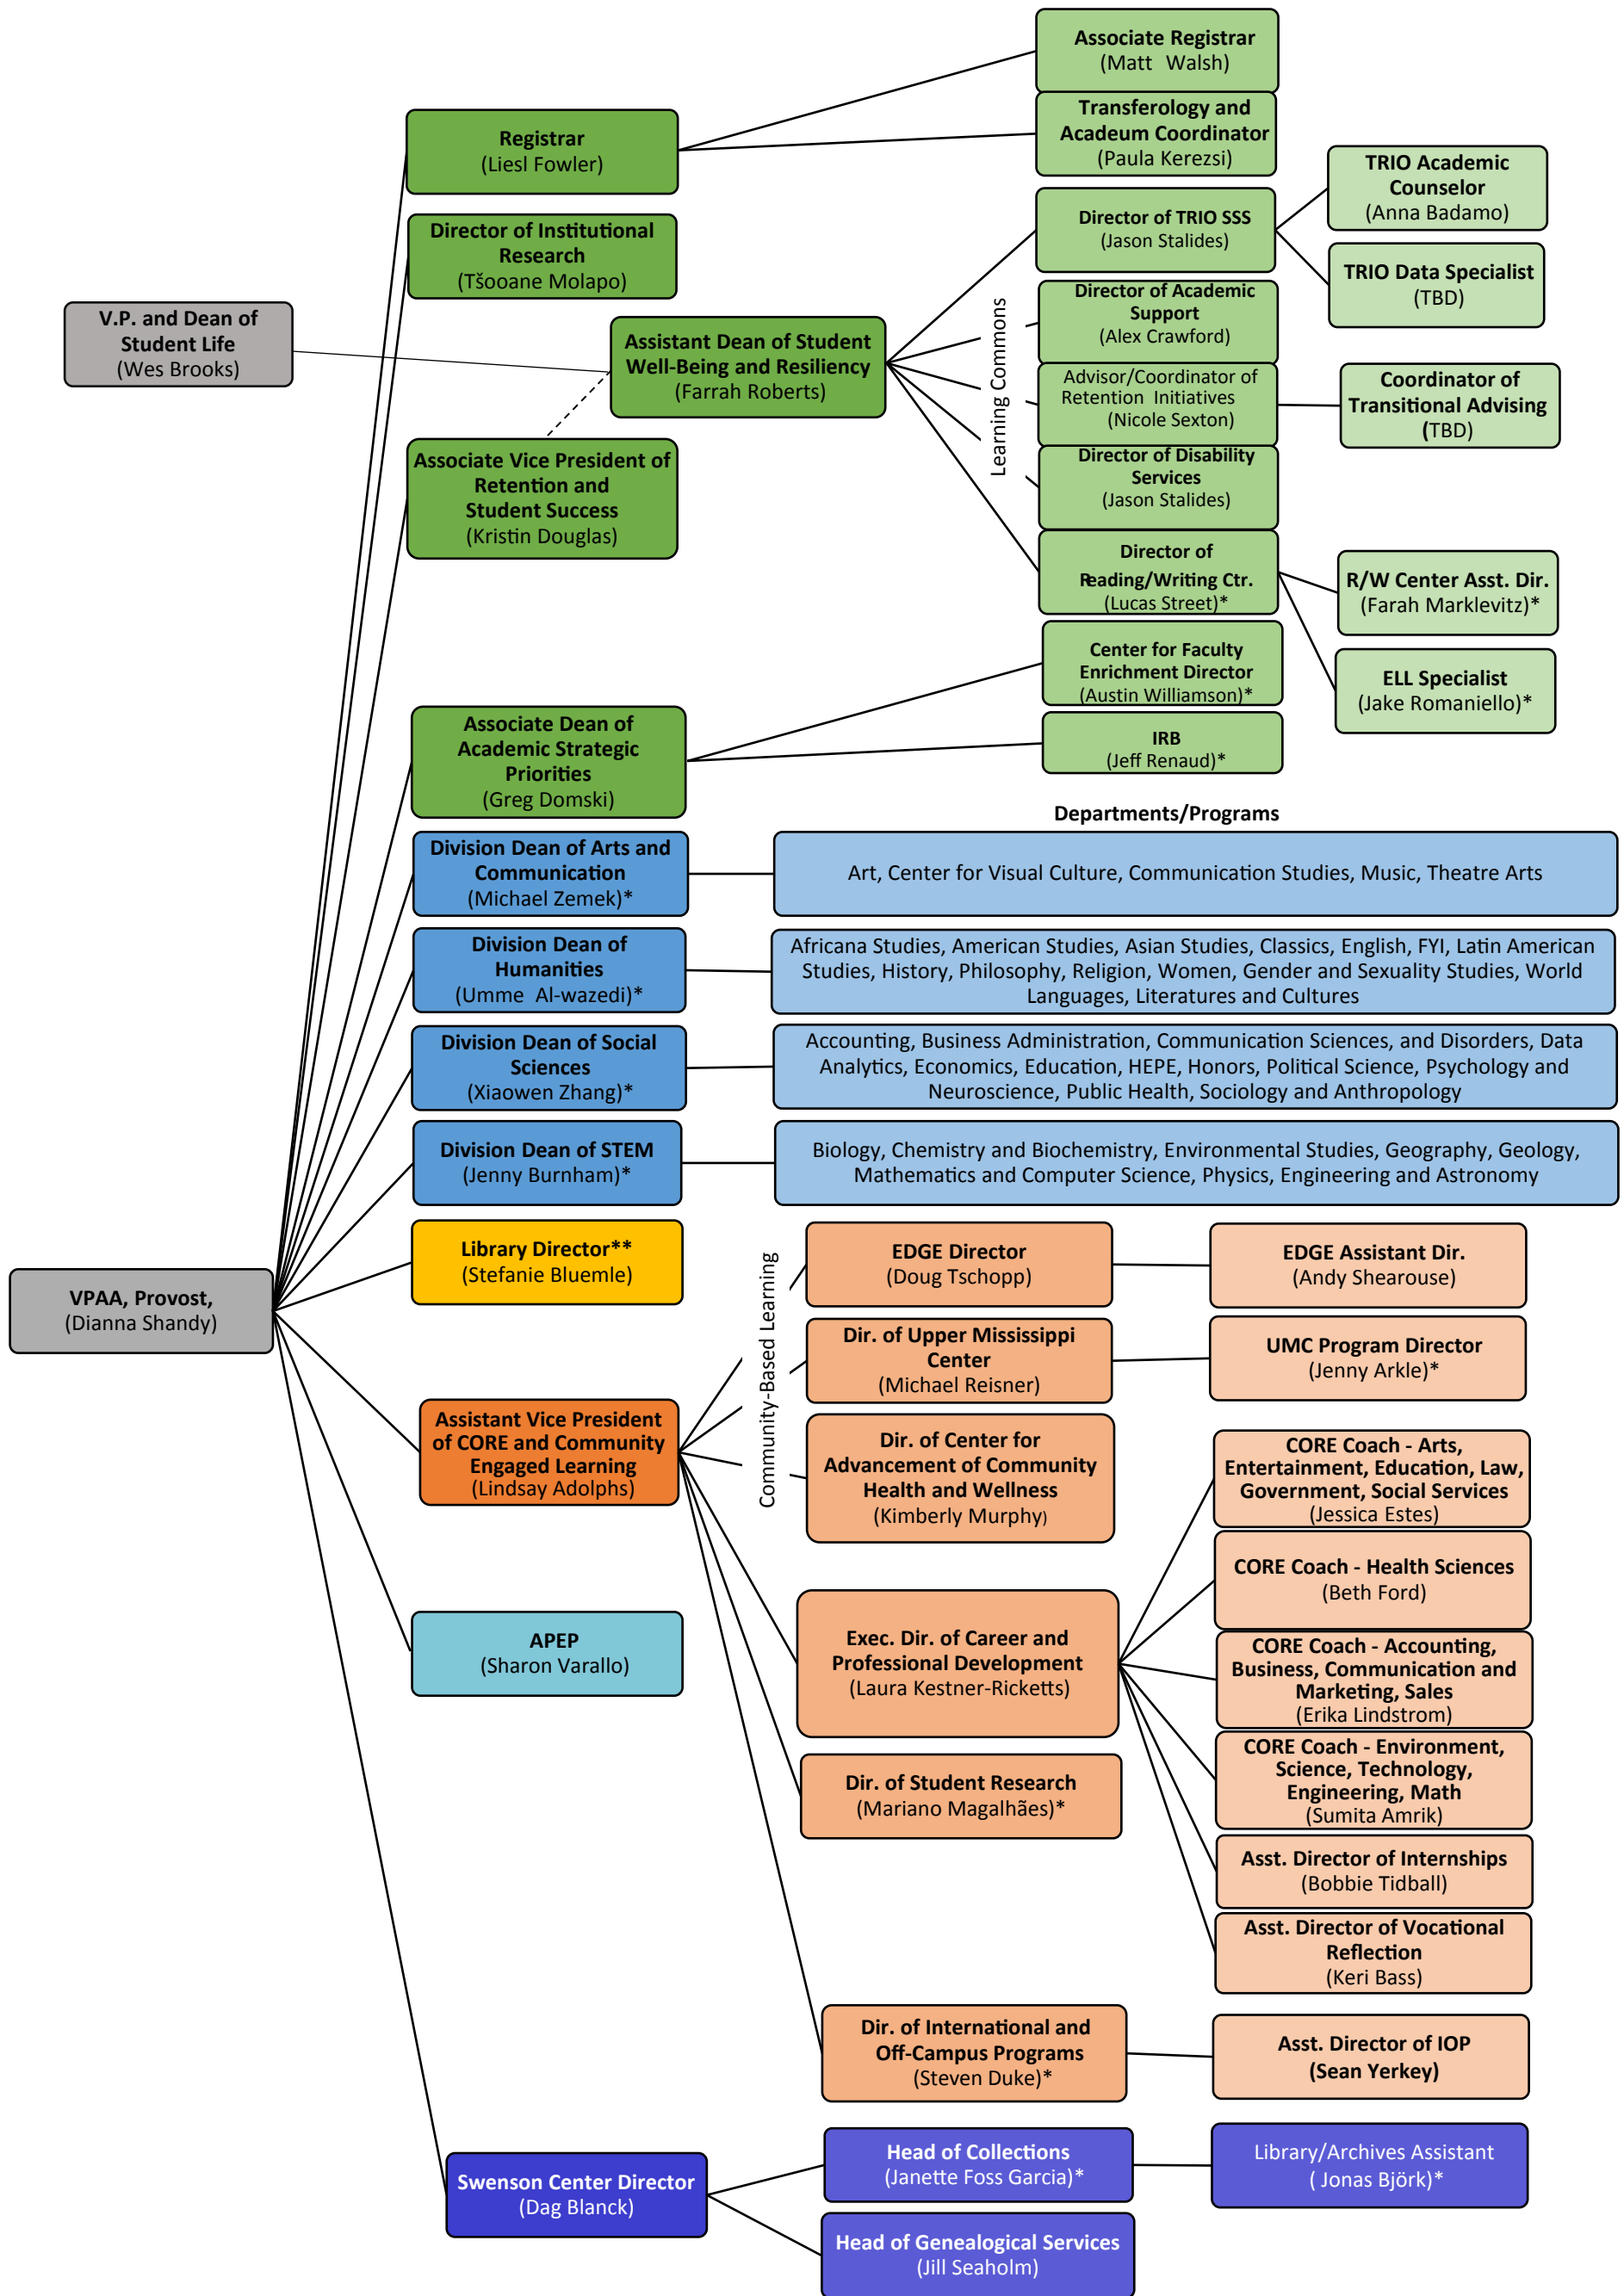 Associate Registrar
(Matt Walsh)
Transferology and
Acadeum Coordinator
(Paula Kerezsi)
Registrar
(Liesl Fowler)
TRIO Academic
Counselor
(Anna Badamo)
Director of TRIO SSS
(Jason Stalides)
Director of Institutional
Research
(Tšooane Molapo)
TRIO Data Specialist
(TBD)
V.P. and Dean of
Student Life
(Wes Brooks)
Assistant Dean of Student
Well-Being and Resiliency
(Farrah Roberts)
Learning Commons
Director of Academic
Support
(Alex Crawford)
Advisor/Coordinator of
Retention Initiatives
(Nicole Sexton)
Coordinator of
Transitional Advising
(TBD)
Associate Vice President of
Retention and
Student Success
(Kristin Douglas)
Director of Disability
Services
(Jason Stalides)
Director of
Reading/Writing Ctr.
(Lucas Street)*
R/W Center Asst. Dir.
(Farah Marklevitz)*
ELL Specialist
(Jake Romaniello)*
Center for Faculty
Enrichment Director
(Austin Williamson)*
Associate Dean of
Academic Strategic
Priorities
(Greg Domski)
IRB
(Jeff Renaud)*
Departments/Programs
Division Dean of Arts and
Communication
(Michael Zemek)*
Art, Center for Visual Culture, Communication Studies, Music, Theatre Arts
Division Dean of
Humanities
(Umme Al-wazedi)*
Africana Studies, American Studies, Asian Studies, Classics, English, FYI, Latin American
Studies, History, Philosophy, Religion, Women, Gender and Sexuality Studies, World
Languages, Literatures and Cultures
Division Dean of Social
Sciences
(Xiaowen Zhang)*
Accounting, Business Administration, Communication Sciences, and Disorders, Data
Analytics, Economics, Education, HEPE, Honors, Political Science, Psychology and
Neuroscience, Public Health, Sociology and Anthropology
Division Dean of STEM
(Jenny Burnham)*
Biology, Chemistry and Biochemistry, Environmental Studies, Geography, Geology,
Mathematics and Computer Science, Physics, Engineering and Astronomy
Library Director**
(Stefanie Bluemle)
VPAA, Provost,
(Dianna Shandy)
Community-Based Learning
EDGE Director
(Doug Tschopp)
EDGE Assistant Dir.
(Andy Shearouse)
Dir. of Upper Mississippi
Center
(Michael Reisner)
UMC Program Director
(Jenny Arkle)*
Assistant Vice President
of CORE and Community
Engaged Learning
(Lindsay Adolphs)
Dir. of Center for
Advancement of Community
Health and Wellness
(Kimberly Murphy)
CORE Coach - Arts,
Entertainment, Education, Law,
Government, Social Services
(Jessica Estes)
CORE Coach - Health Sciences
(Beth Ford)
APEP
(Sharon Varallo)
Exec. Dir. of Career and
Professional Development
(Laura Kestner-Ricketts)
CORE Coach - Accounting,
Business, Communication and
Marketing, Sales
(Erika Lindstrom)
CORE Coach - Environment,
Science, Technology,
Engineering, Math
(Sumita Amrik)
Dir. of Student Research
(Mariano Magalhães)*
Asst. Director of Internships
(Bobbie Tidball)
Asst. Director of Vocational
Reflection
(Keri Bass)
Dir. of International and
Off-Campus Programs
(Steven Duke)*
Asst. Director of IOP
(Sean Yerkey)
Swenson Center Director
(Dag Blanck)
Head of Collections
(Janette Foss Garcia)*
Library/Archives Assistant
( Jonas Björk)*
Head of Genealogical Services
(Jill Seaholm)